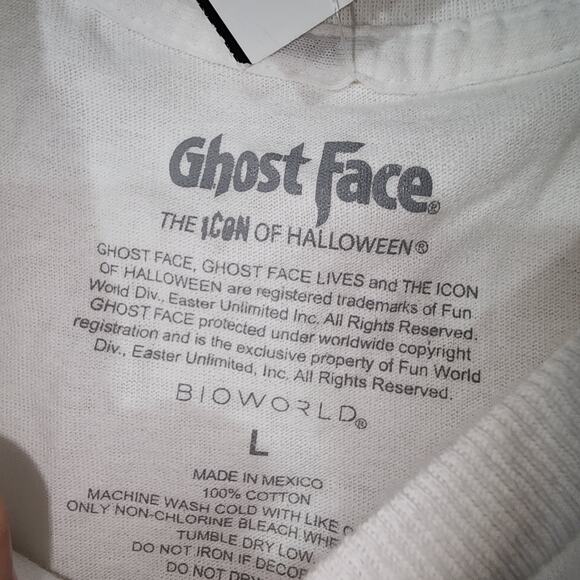 Ghost Face®
THE ICON OF HALLOWEEN®
GHOST FACE, GHOST FACE LIVES and THE ICON
OF HALLOWEEN are registered trademarks of Fun
World Div., Easter Unlimited Inc. All Rights Reserved.
GHOST FACE protected under worldwide copyright
registration and is the exclusive property of Fun World
Div., Easter Unlimited, Inc. All Rights Reserved.
BIOWORLD®
L
MADE IN MEXICO
100% COTTON
MACHINE WASH COLD WITH LIKE
ONLY NON-CHLORINE BLEACH
TUMBLE DRY LOW
DO NOT IRON IF
DO NOT